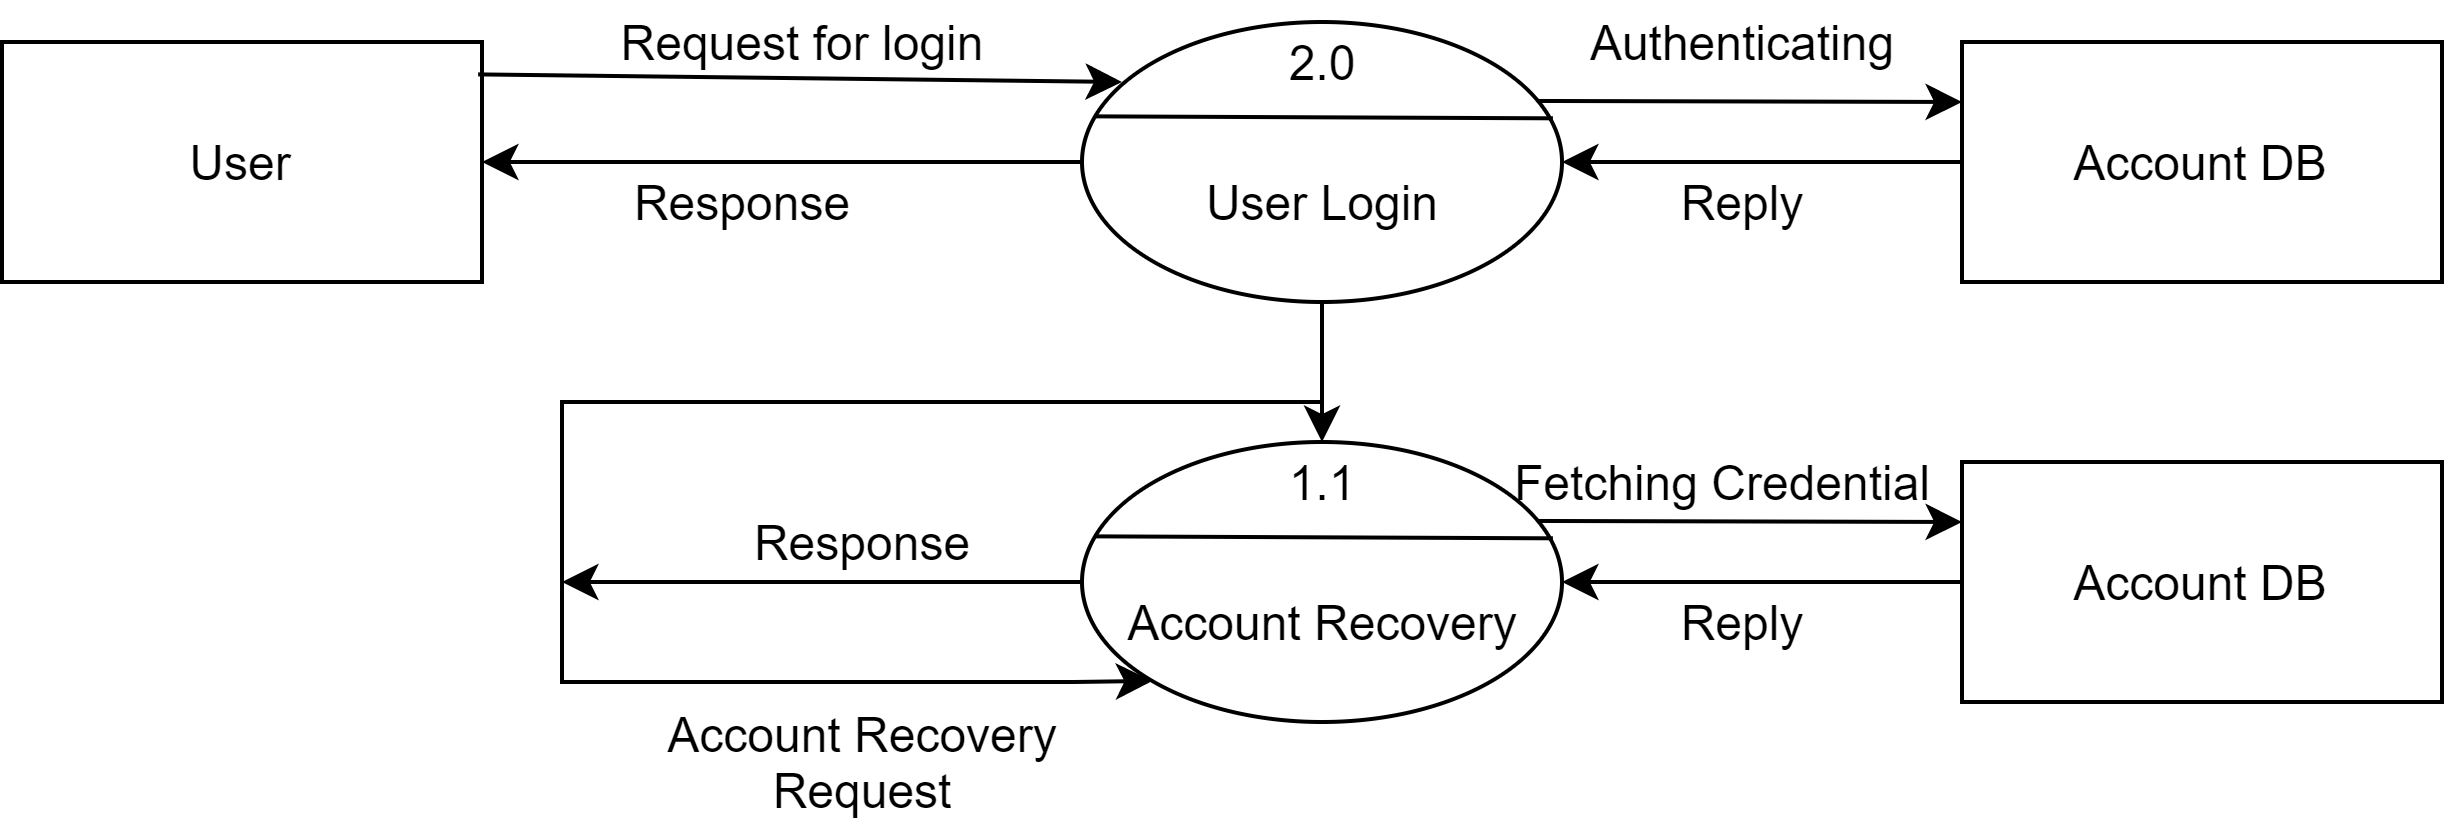 Request for login
2.0
Authenticating
User
Account DB
Response
User Login
Reply
1.1
Fetching Credential
Response
Account DB
Account Recovery
Reply
Account Recovery
Request